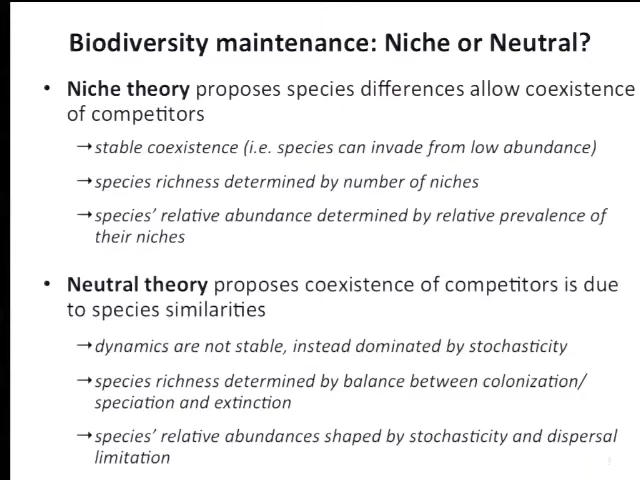 Biodiversity maintenance: Niche or Neutral?
• Niche theory proposes species differences allow coexistence
of competitors
→stable coexistence (i.e. species can invade from low abundance)
→species richness determined by number of niches
→species’ relative abundance determined by relative prevalence of
their niches
• Neutral theory proposes coexistence of competitors is due
to species similarities
→dynamics are not stable, instead dominated by stochasticity
→species richness determined by balance between colonization/
speciation and extinction
→species’ relative abundances shaped by stochasticity and dispersal
limitation